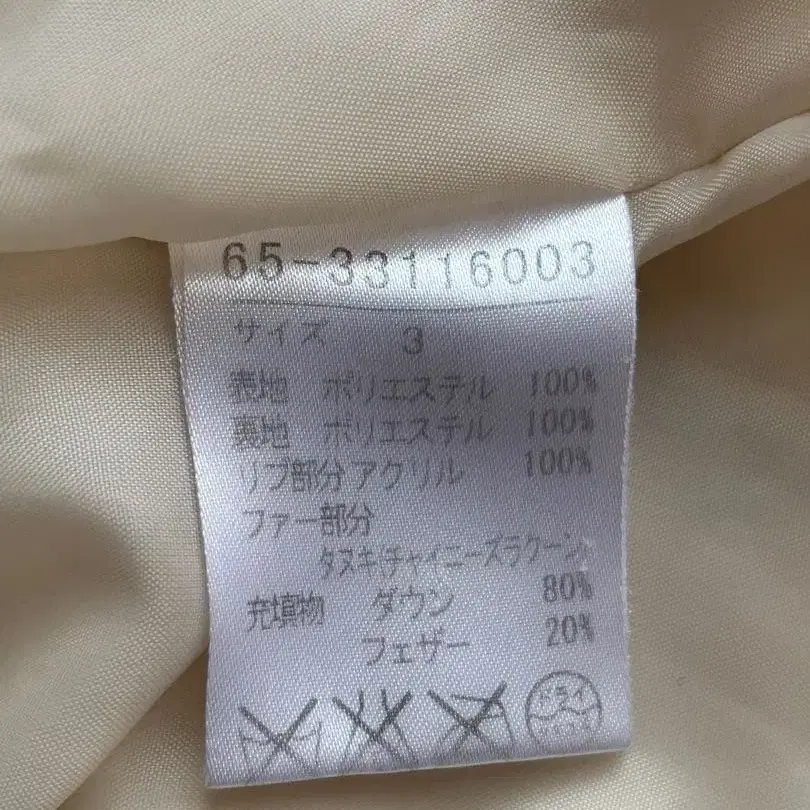 65-33116003
サイズ 3
表地 ポリエステル 100%
裏地 ポリエステル 100%
リブ部分 アクリル 100%
ファー部分
タヌキ(チャイニーズラクーン)
充填物 ダウン 80%
フェザー 20%
ドライ